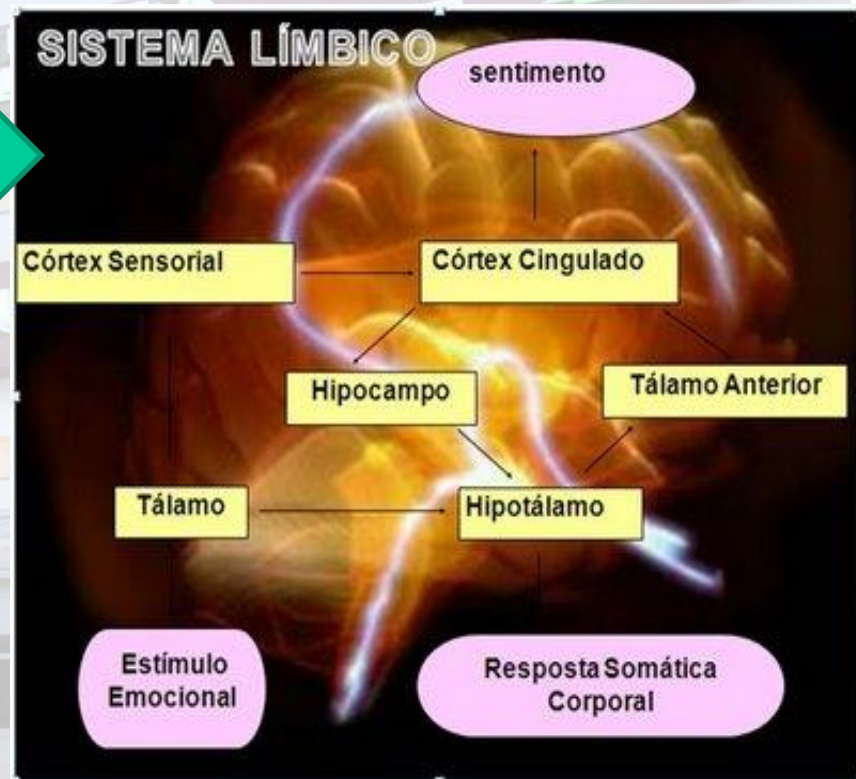 SISTEMA LÍMBICO
sentimento
Córtex Sensorial
Córtex Cingulado
Hipocampo
Tálamo Anterior
Tálamo
Hipotálamo
Estímulo
Emocional
Resposta Somática
Corporal